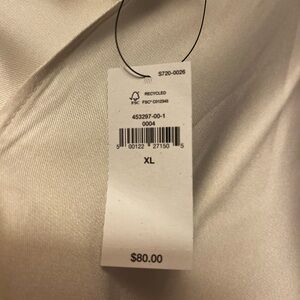 S720-0026
RECYCLED
FSC FSC® C012345
453297-00-1
0004
5 00122 27150 5
XL
$80.00